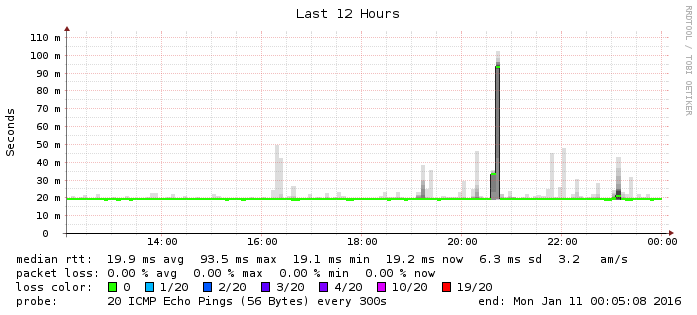 Last 12 Hours
RRDTOOL / TOBI OETIKER
Seconds
110 m
100 m
90 m
80 m
70 m
60 m
50 m
40 m
30 m
20 m
10 m
0
14:00 16:00 18:00 20:00 22:00 00:00
median rtt: 19.9 ms avg 93.5 ms max 19.1 ms min 19.2 ms now 6.3 ms sd 3.2 am/s
packet loss: 0.00 % avg 0.00 % max 0.00 % min 0.00 % now
loss color: 0 1/20 2/20 3/20 4/20 10/20 19/20
probe: 20 ICMP Echo Pings (56 Bytes) every 300s end: Mon Jan 11 00:05:08 2016